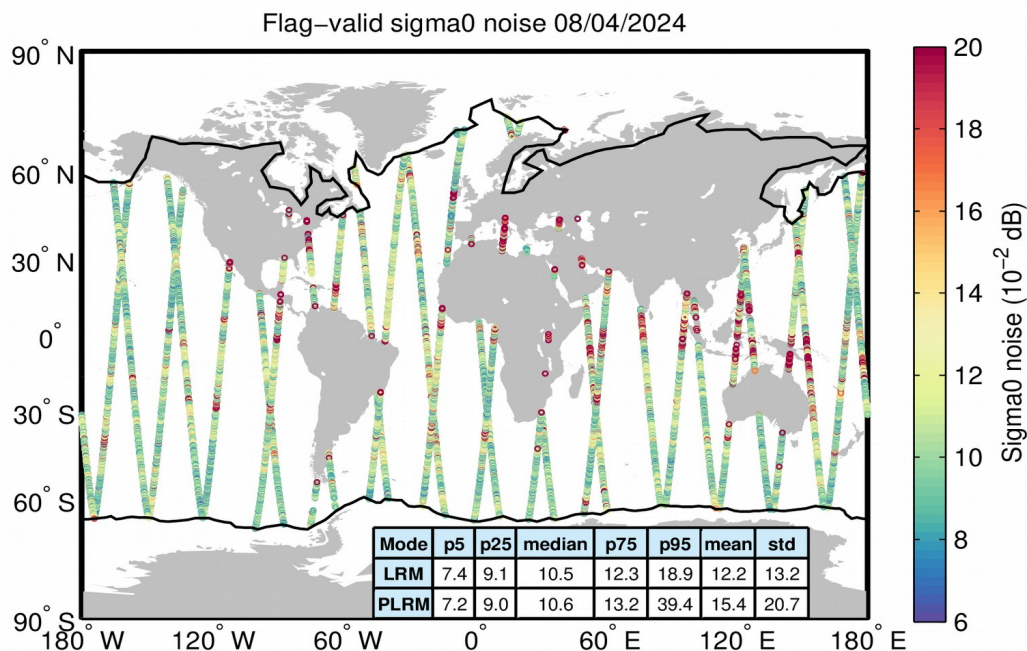 Flag−valid sigma0 noise 08/04/2024
90° N
60° N
30° N
0°
30° S
60° S
90° S
180° W
120° W
60° W
0°
60° E
120° E
180° E
20
18
16
14
12
10
8
6
Sigma0 noise (10⁻² dB)
Mode p5 p25 median p75 p95 mean std
LRM 7.4 9.1 10.5 12.3 18.9 12.2 13.2
PLRM 7.2 9.0 10.6 13.2 39.4 15.4 20.7